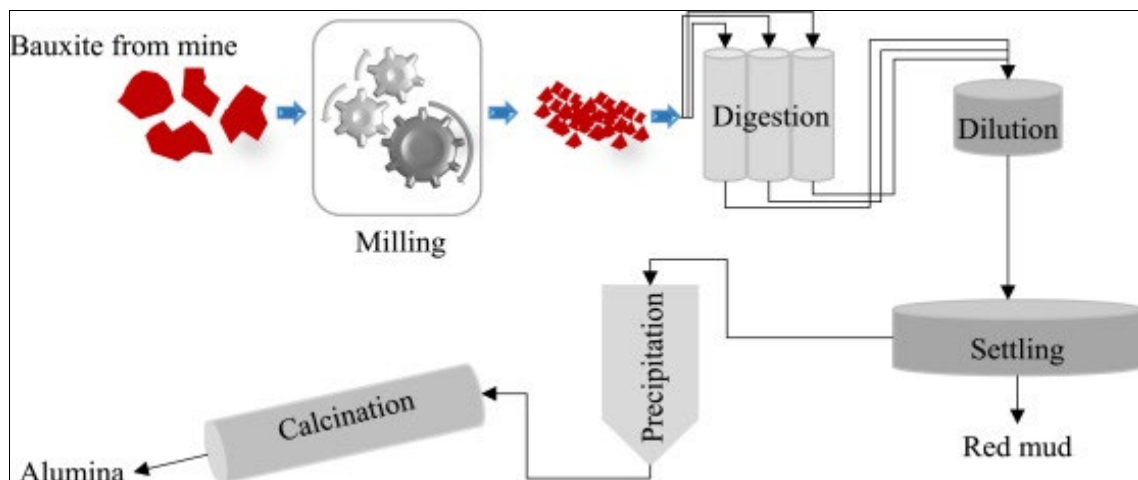 Bauxite from mine
Milling
Digestion
Dilution
Settling
Red mud
Precipitation
Calcination
Alumina